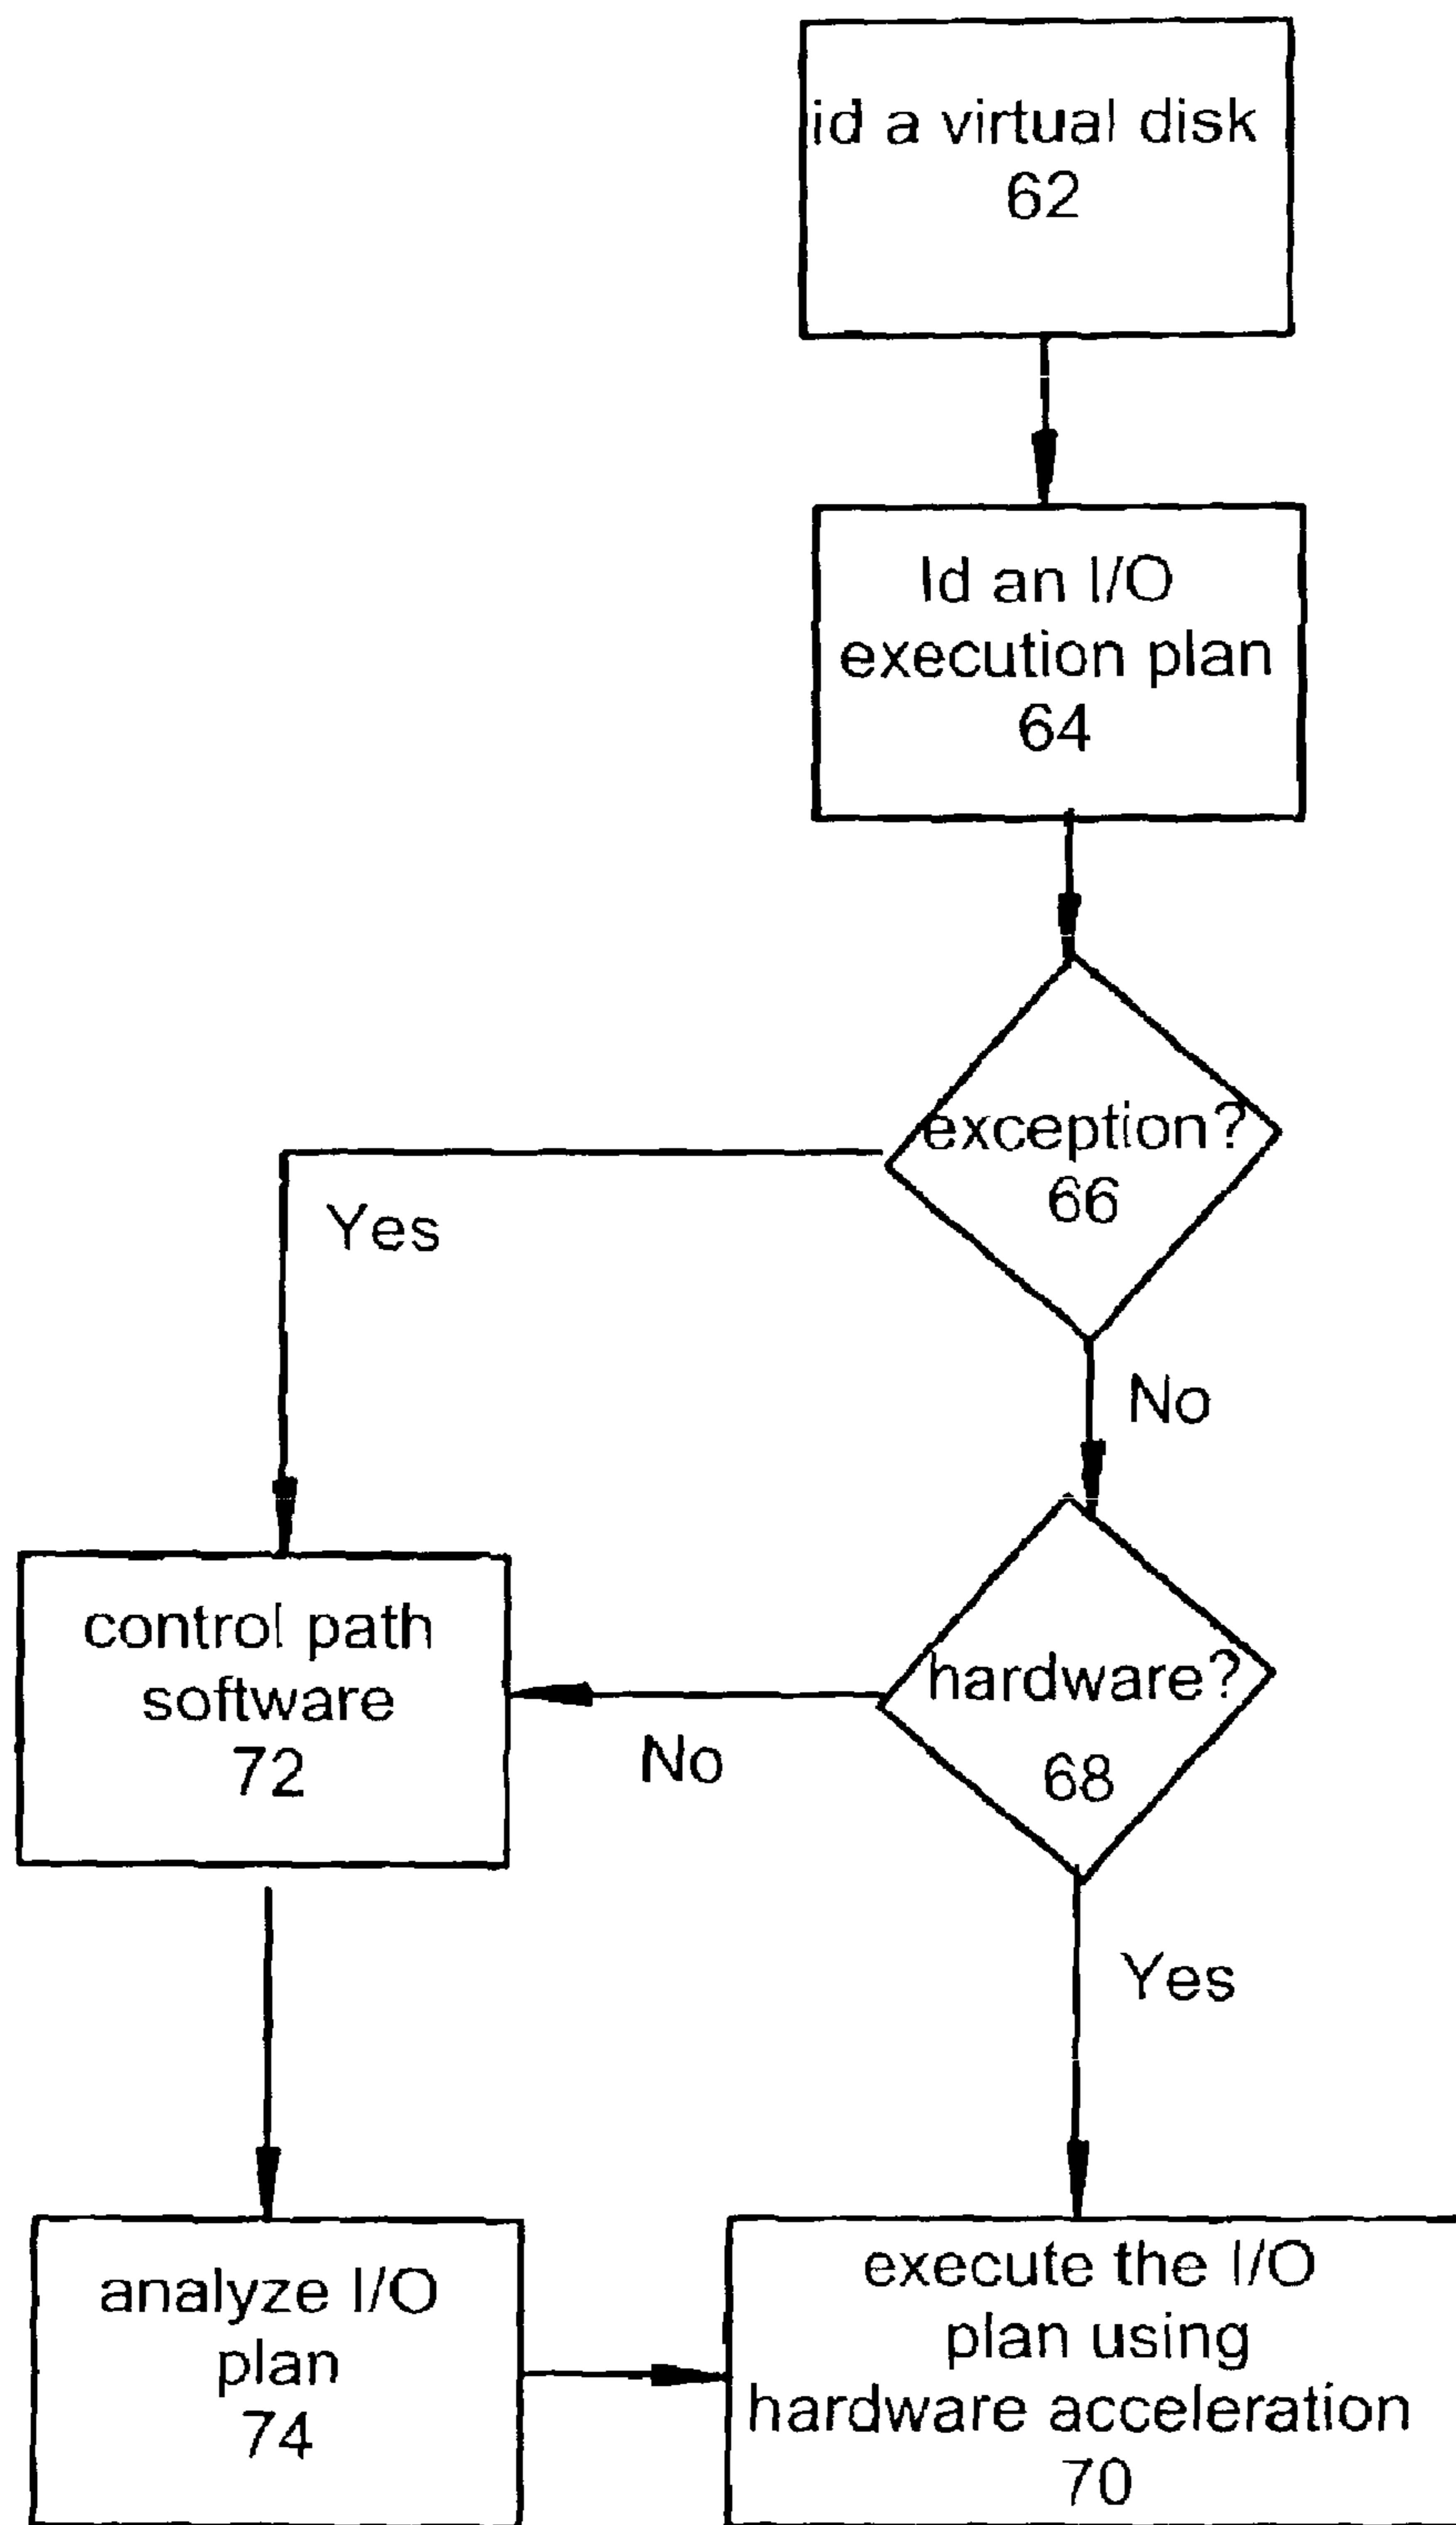 id a virtual disk
62
Id an I/O
execution plan
64
exception?
66
Yes
No
control path
software
72
hardware?
68
No
Yes
analyze I/O
plan
74
execute the I/O
plan using
hardware acceleration
70